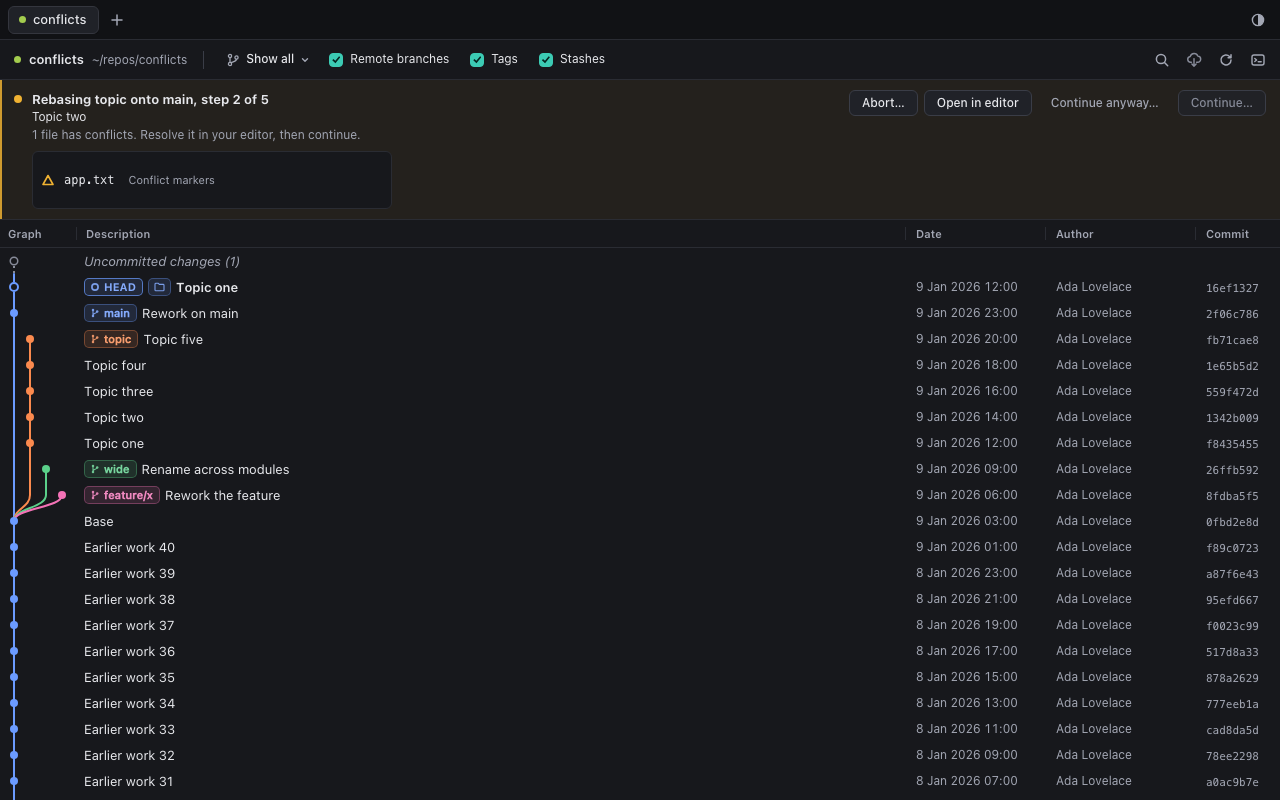 conflicts
conflicts ~/repos/conflicts Show all Remote branches Tags Stashes
Rebasing topic onto main, step 2 of 5
Topic two
1 file has conflicts. Resolve it in your editor, then continue.
Abort... Open in editor Continue anyway... Continue...
app.txt Conflict markers
Graph Description Date Author Commit
Uncommitted changes (1)
HEAD Topic one 9 Jan 2026 12:00 Ada Lovelace 16ef1327
main Rework on main 9 Jan 2026 23:00 Ada Lovelace 2f06c786
topic Topic five 9 Jan 2026 20:00 Ada Lovelace fb71cae8
Topic four 9 Jan 2026 18:00 Ada Lovelace 1e65b5d2
Topic three 9 Jan 2026 16:00 Ada Lovelace 559f472d
Topic two 9 Jan 2026 14:00 Ada Lovelace 1342b009
Topic one 9 Jan 2026 12:00 Ada Lovelace f8435455
wide Rename across modules 9 Jan 2026 09:00 Ada Lovelace 26ffb592
feature/x Rework the feature 9 Jan 2026 06:00 Ada Lovelace 8fdba5f5
Base 9 Jan 2026 03:00 Ada Lovelace 0fbd2e8d
Earlier work 40 9 Jan 2026 01:00 Ada Lovelace f89c0723
Earlier work 39 8 Jan 2026 23:00 Ada Lovelace a87f6e43
Earlier work 38 8 Jan 2026 21:00 Ada Lovelace 95efd667
Earlier work 37 8 Jan 2026 19:00 Ada Lovelace f0023c99
Earlier work 36 8 Jan 2026 17:00 Ada Lovelace 517d8a33
Earlier work 35 8 Jan 2026 15:00 Ada Lovelace 878a2629
Earlier work 34 8 Jan 2026 13:00 Ada Lovelace 777eeb1a
Earlier work 33 8 Jan 2026 11:00 Ada Lovelace cad8da5d
Earlier work 32 8 Jan 2026 09:00 Ada Lovelace 78ee2298
Earlier work 31 8 Jan 2026 07:00 Ada Lovelace a0ac9b7e